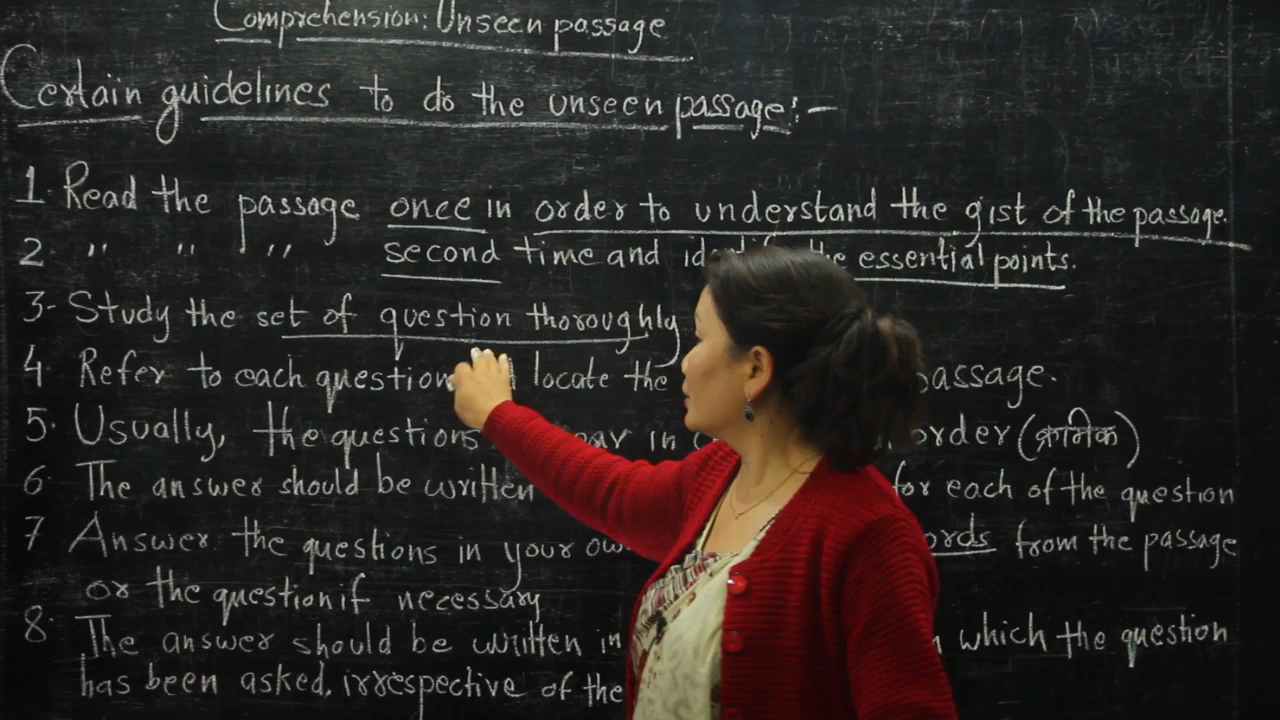 Comprehension: Unseen passage
Certain guidelines to do the unseen passage:-
1. Read the passage once in order to understand the gist of the passage.
2 " " " second time and the essential points.
3- Study the set of question thoroughly
4 Refer to each question locate the passage.
5. Usually, the questions in order (क्रमिक)
6. The answer should be written for each of the question
7 Answer the questions in your from the passage
or the question if necessary
8. The answer should be written in which the question
has been asked, irrespective of the